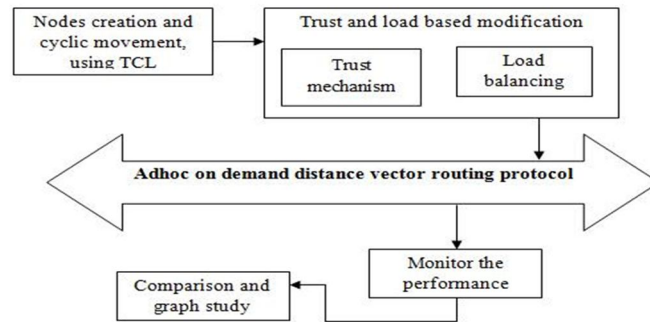 Nodes creation and
cyclic movement,
using TCL
Trust and load based modification
Trust
mechanism
Load
balancing
Adhoc on demand distance vector routing protocol
Monitor the
performance
Comparison and
graph study